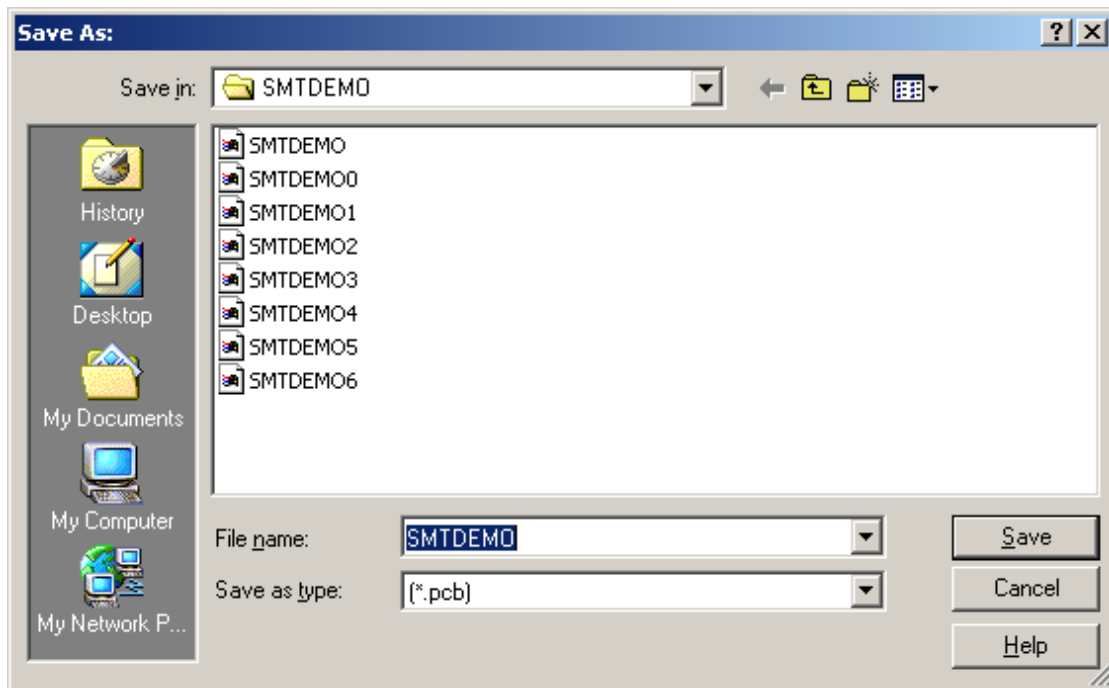 Save As:
Save in: SMTDEMO
SMTDEMO
SMTDEMO0
SMTDEMO1
SMTDEMO2
SMTDEMO3
SMTDEMO4
SMTDEMO5
SMTDEMO6
History
Desktop
My Documents
My Computer
My Network P...
File name: SMTDEMO
Save as type: (*.pcb)
Save
Cancel
Help